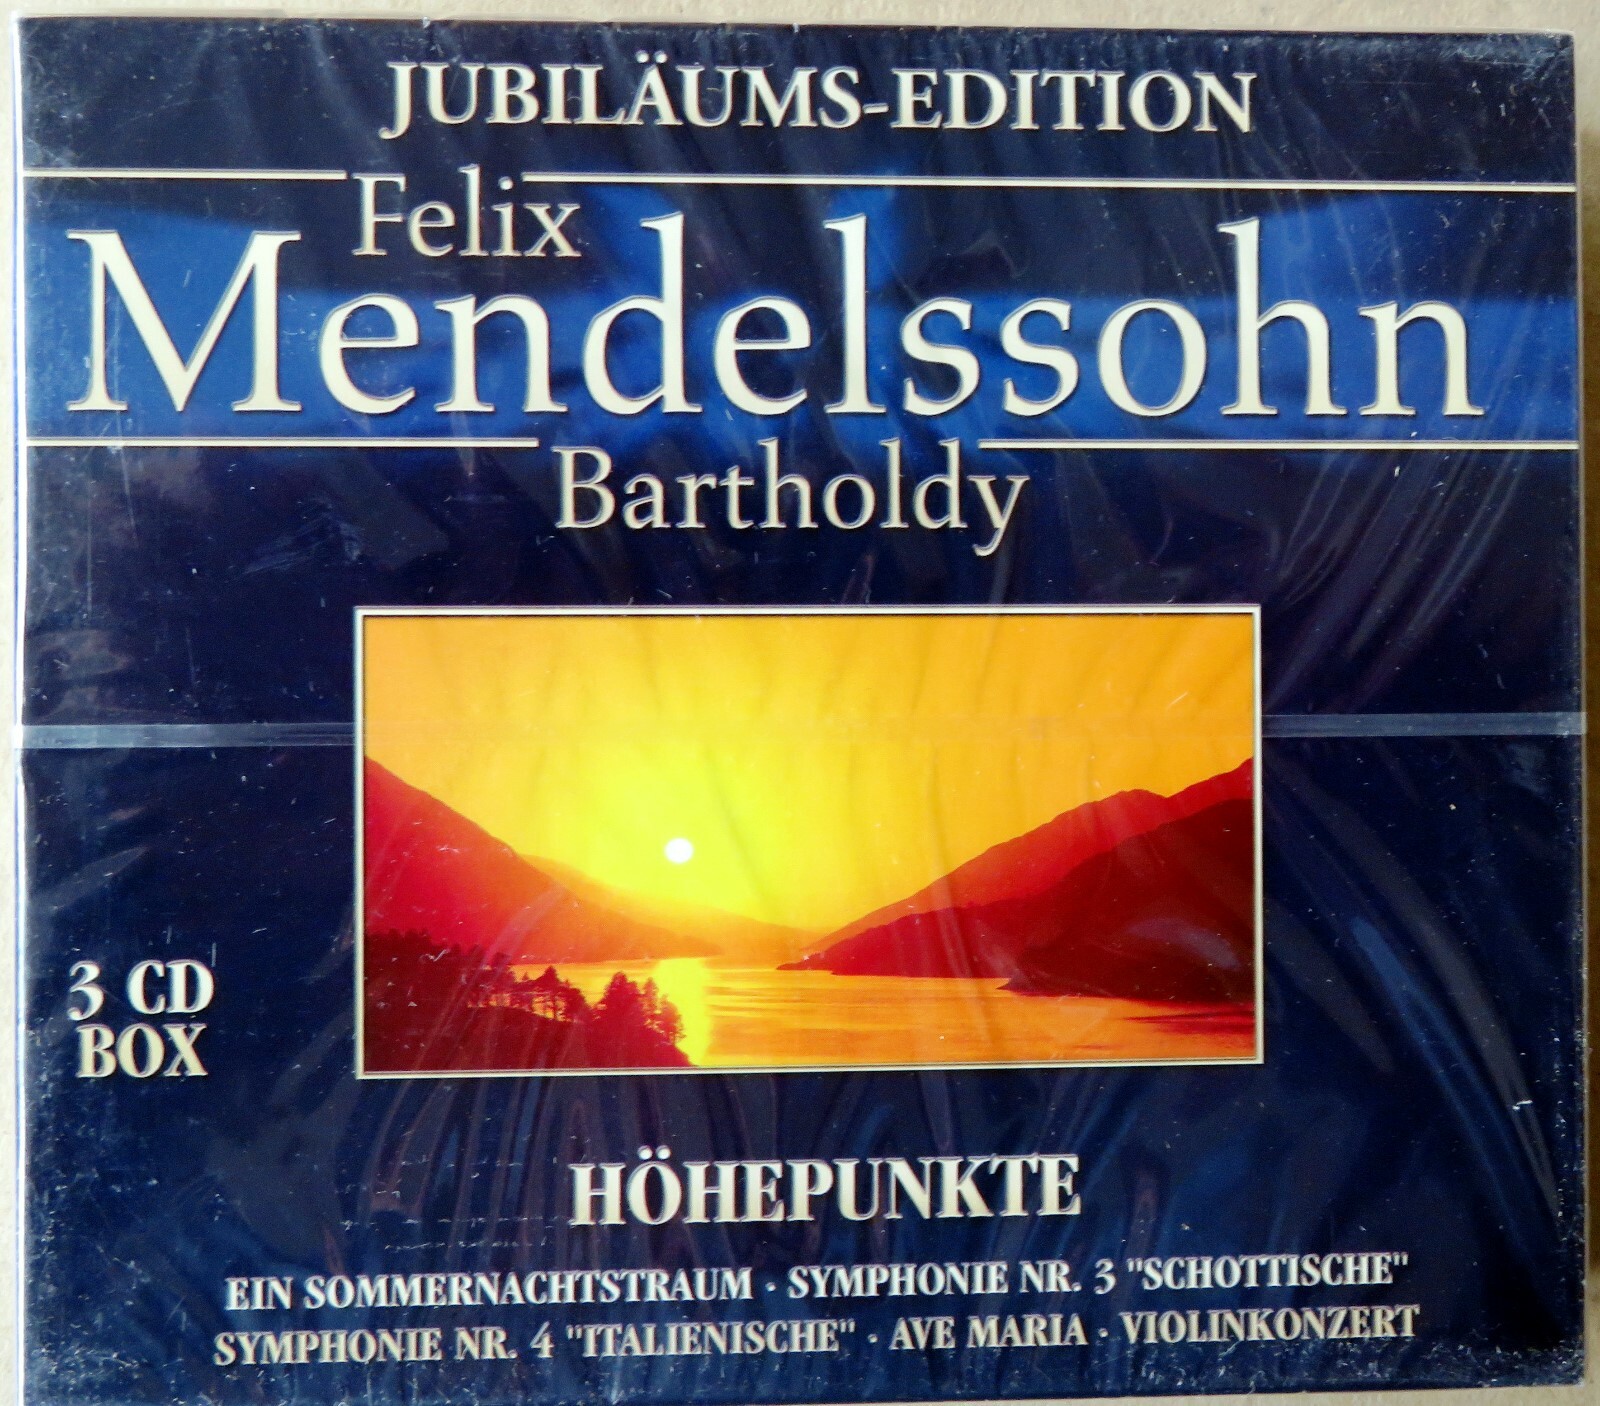 JUBILÄUMS-EDITION
Felix
Mendelssohn
Bartholdy
3 CD
BOX
HÖHEPUNKTE
EIN SOMMERNACHTSTRAUM · SYMPHONIE NR. 3 "SCHOTTISCHE"
SYMPHONIE NR. 4 "ITALIENISCHE" · AVE MARIA · VIOLINKONZERT